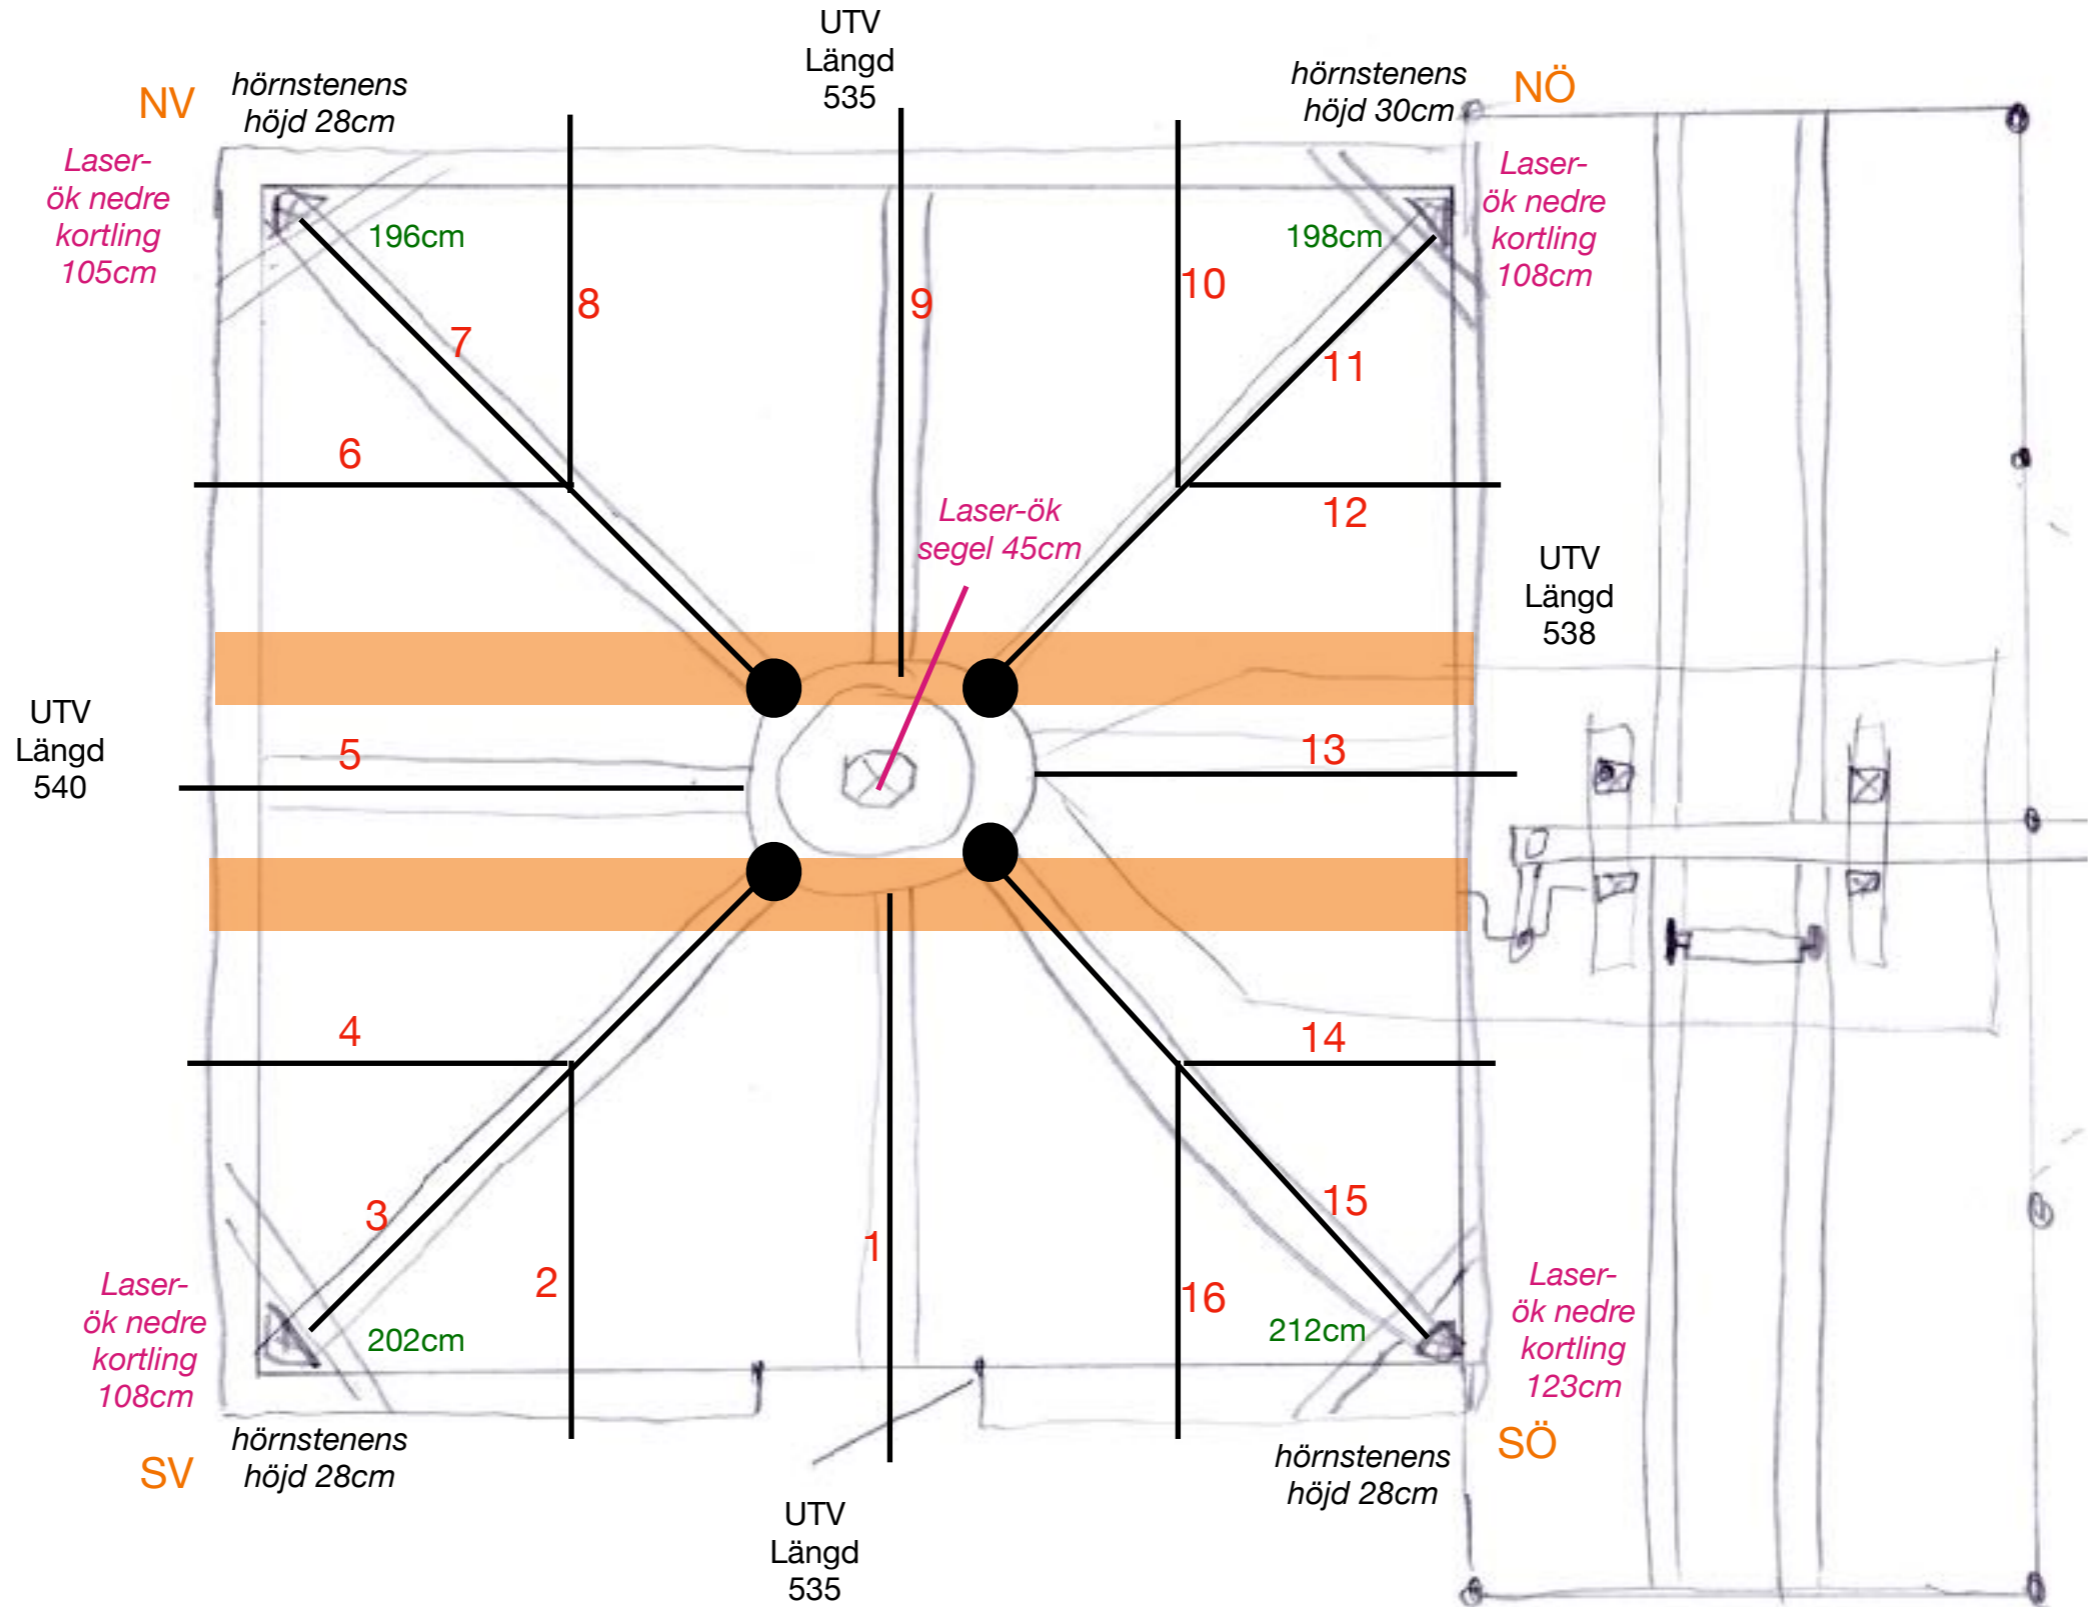 UTV
Längd
535
NV
hörnstenens
höjd 28cm
hörnstenens
höjd 30cm
NÖ
Laser-
ök nedre
kortling
105cm
Laser-
ök nedre
kortling
108cm
196cm
198cm
8
9
10
7
11
6
12
Laser-ök
segel 45cm
UTV
Längd
538
UTV
Längd
540
5
13
4
14
3
15
2
1
16
202cm
212cm
Laser-
ök nedre
kortling
108cm
Laser-
ök nedre
kortling
123cm
SV
hörnstenens
höjd 28cm
hörnstenens
höjd 28cm
SÖ
UTV
Längd
535